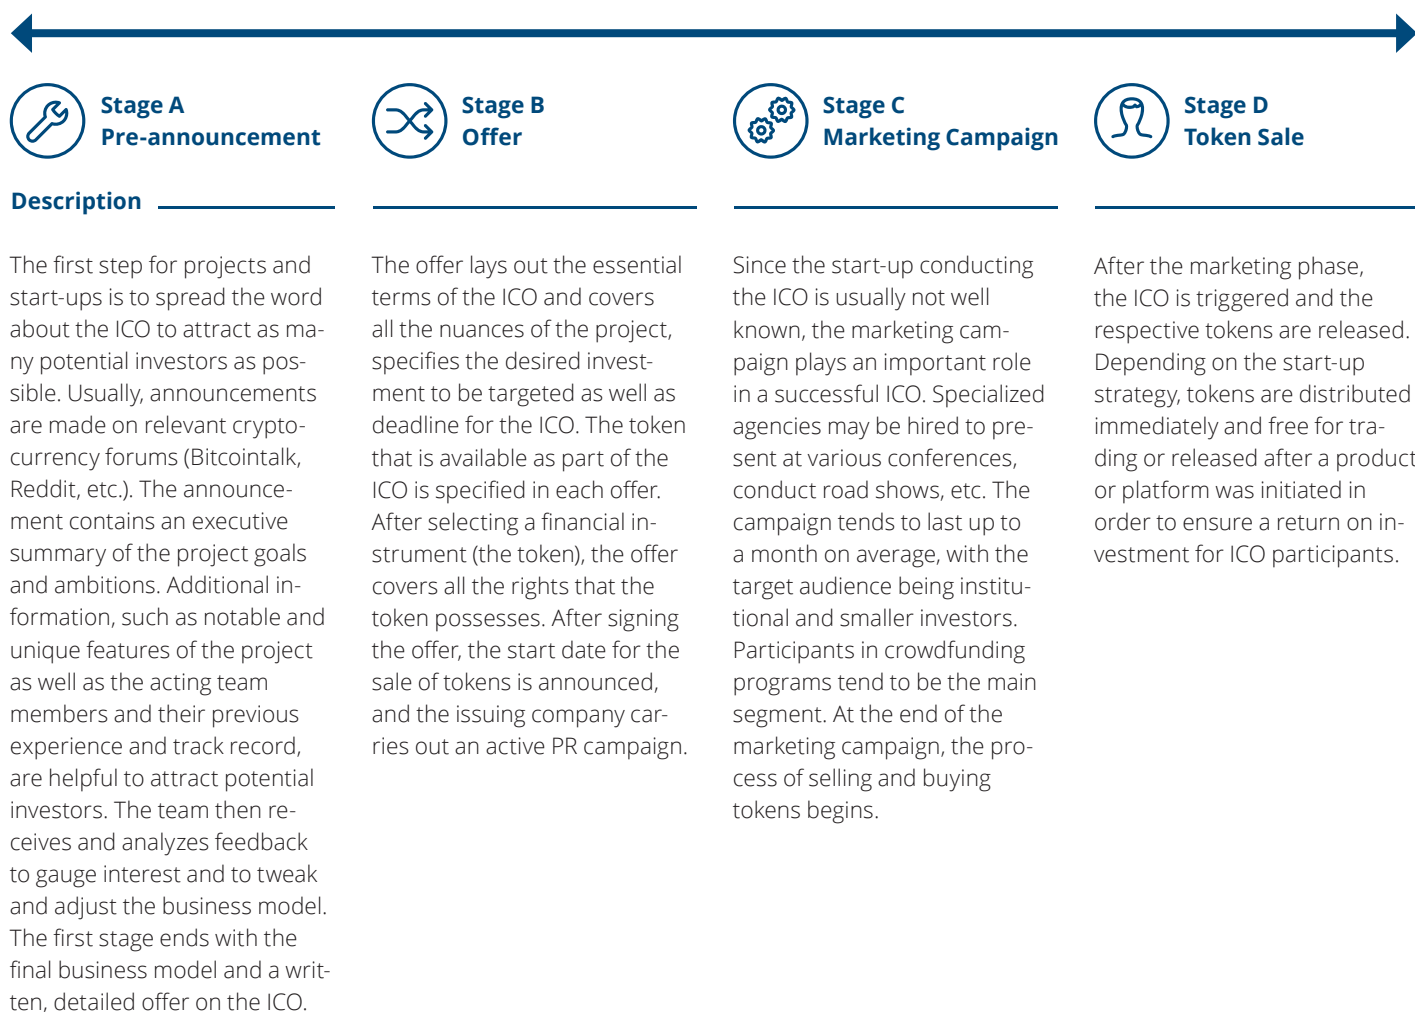 Stage A
Pre-announcement
Stage B
Offer
Stage C
Marketing Campaign
Stage D
Token Sale
Description
The first step for projects and
start-ups is to spread the word
about the ICO to attract as ma-
ny potential investors as pos-
sible. Usually, announcements
are made on relevant crypto-
currency forums (Bitcointalk,
Reddit, etc.). The announce-
ment contains an executive
summary of the project goals
and ambitions. Additional in-
formation, such as notable and
unique features of the project
as well as the acting team
members and their previous
experience and track record,
are helpful to attract potential
investors. The team then re-
ceives and analyzes feedback
to gauge interest and to tweak
and adjust the business model.
The first stage ends with the
final business model and a writ-
ten, detailed offer on the ICO.
The offer lays out the essential
terms of the ICO and covers
all the nuances of the project,
specifies the desired invest-
ment to be targeted as well as
deadline for the ICO. The token
that is available as part of the
ICO is specified in each offer.
After selecting a financial in-
strument (the token), the offer
covers all the rights that the
token possesses. After signing
the offer, the start date for the
sale of tokens is announced,
and the issuing company car-
ries out an active PR campaign.
Since the start-up conducting
the ICO is usually not well
known, the marketing cam-
paign plays an important role
in a successful ICO. Specialized
agencies may be hired to pre-
sent at various conferences,
conduct road shows, etc. The
campaign tends to last up to
a month on average, with the
target audience being institu-
tional and smaller investors.
Participants in crowdfunding
programs tend to be the main
segment. At the end of the
marketing campaign, the pro-
cess of selling and buying
tokens begins.
After the marketing phase,
the ICO is triggered and the
respective tokens are released.
Depending on the start-up
strategy, tokens are distributed
immediately and free for tra-
ding or released after a product
or platform was initiated in
order to ensure a return on in-
vestment for ICO participants.